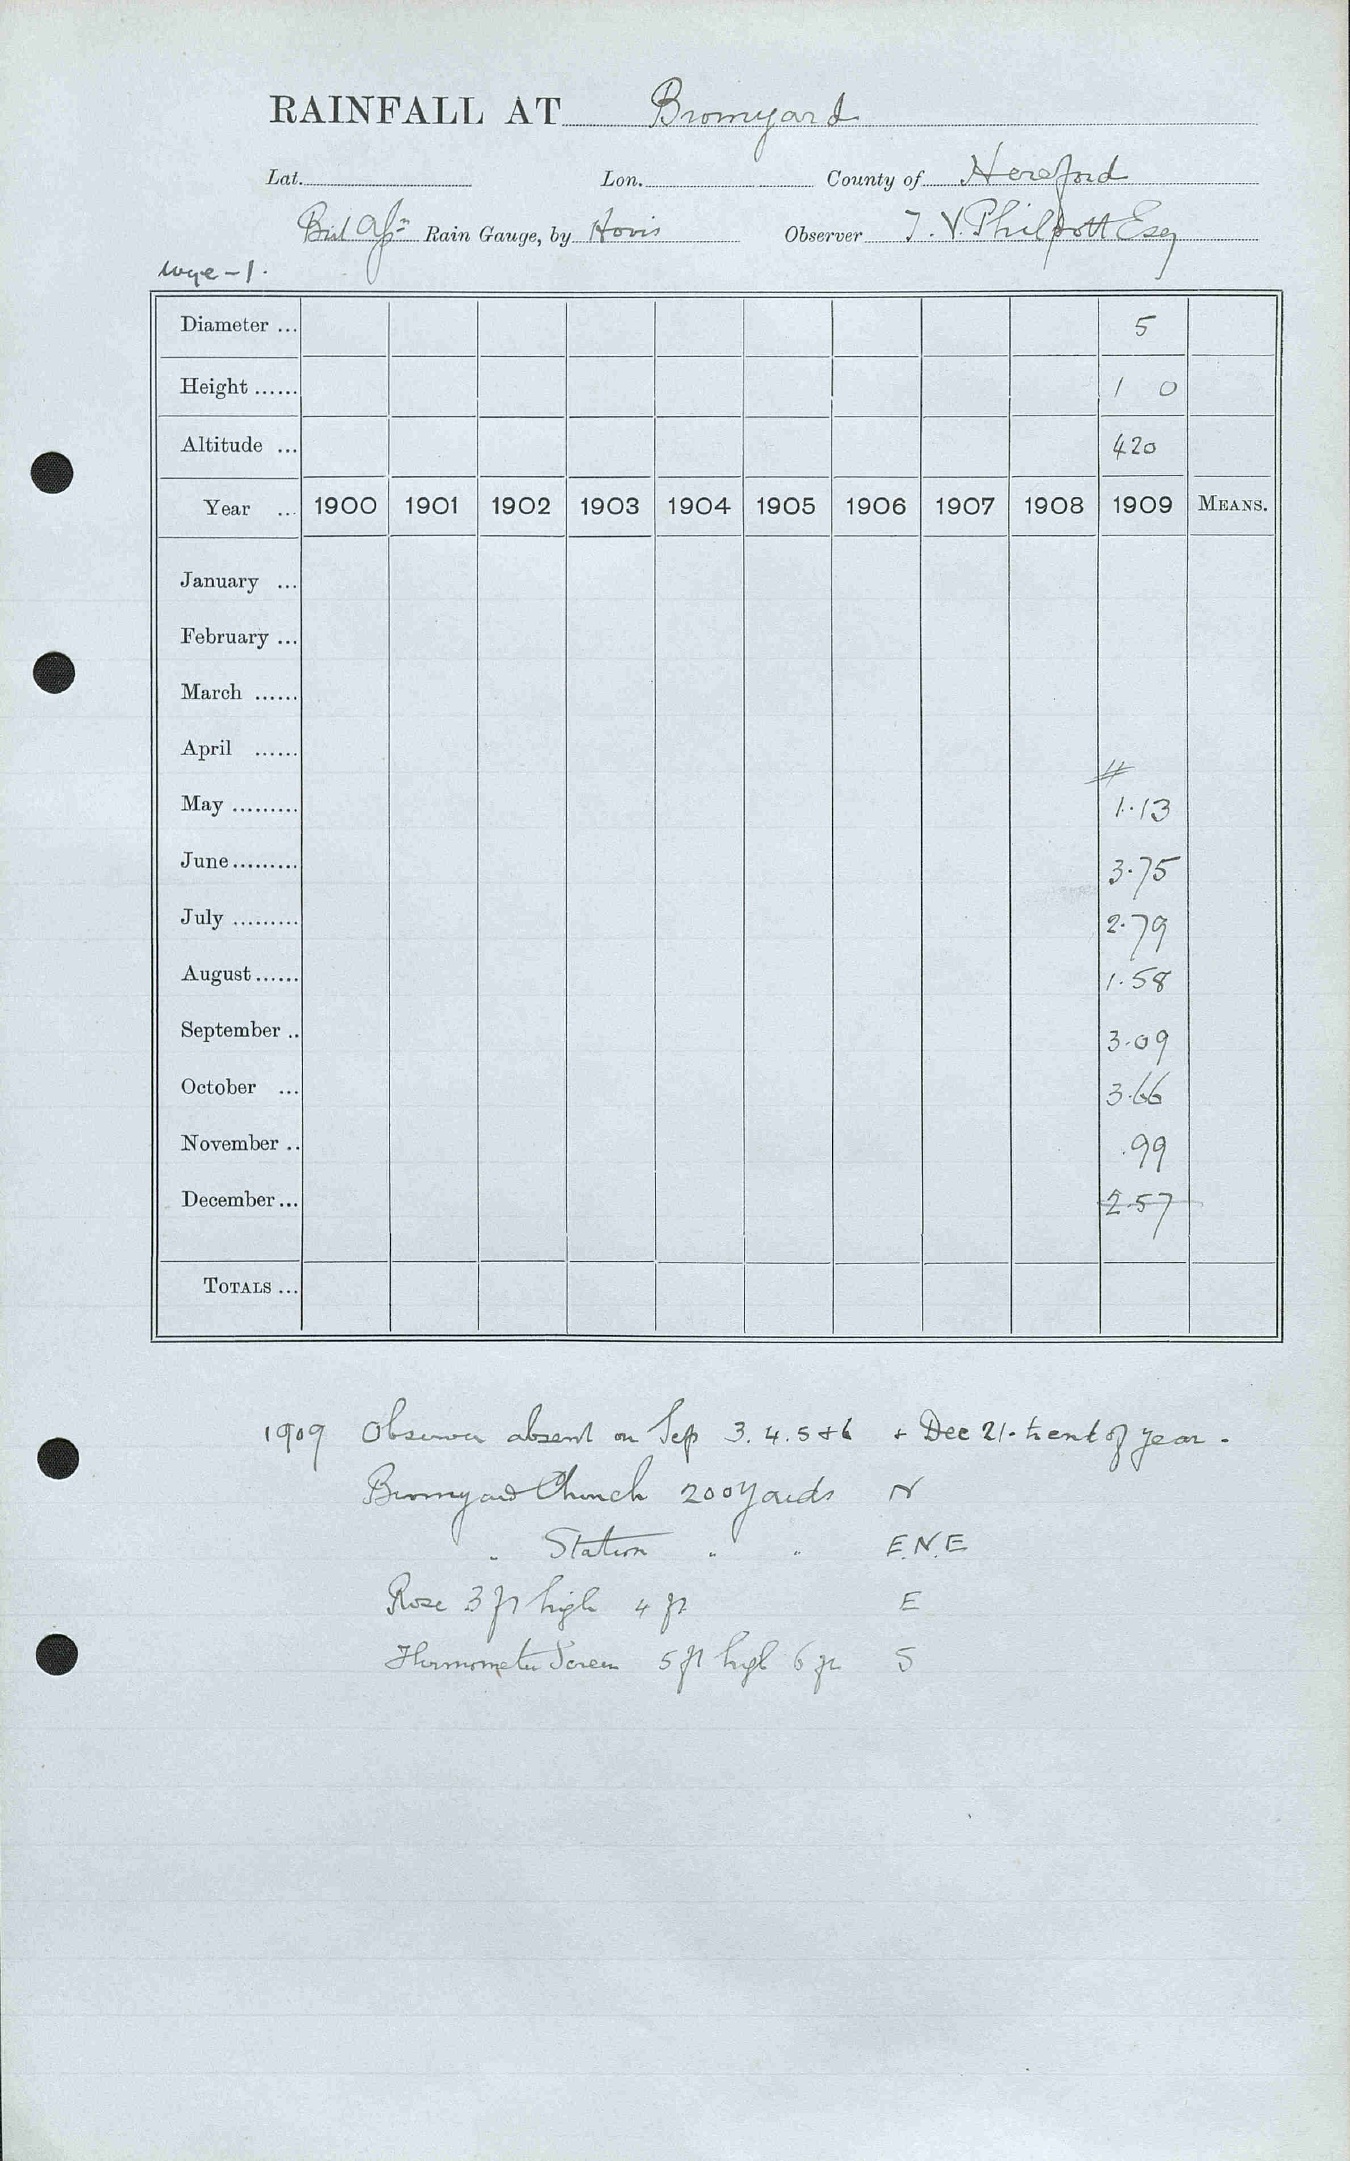 RAINFALL AT Bromyard
Lat. Lon. County of Hereford
Rain Gauge, by Observer J. V. Philpott Esq
Wye - 1.
Diameter ... 5
Height ...... 1 0
Altitude ... 420
Year ... 1900 1901 1902 1903 1904 1905 1906 1907 1908 1909 MEANS.
January ...
February ...
March ......
April ......
May ......... 1.13
June ......... 3.75
July ......... 2.79
August ...... 1.58
September .. 3.09
October ... 3.66
November .. .99
December ... 2.57
TOTALS ...
1909 Observer absent on Sep 3. 4. 5 + 6 + Dec 21. to end of year.
Bromyard Church 200 yards N
" Station " " E.N.E
Rose 3 ft high 4 ft E
Thermometer Screen 5 ft high 6 ft S